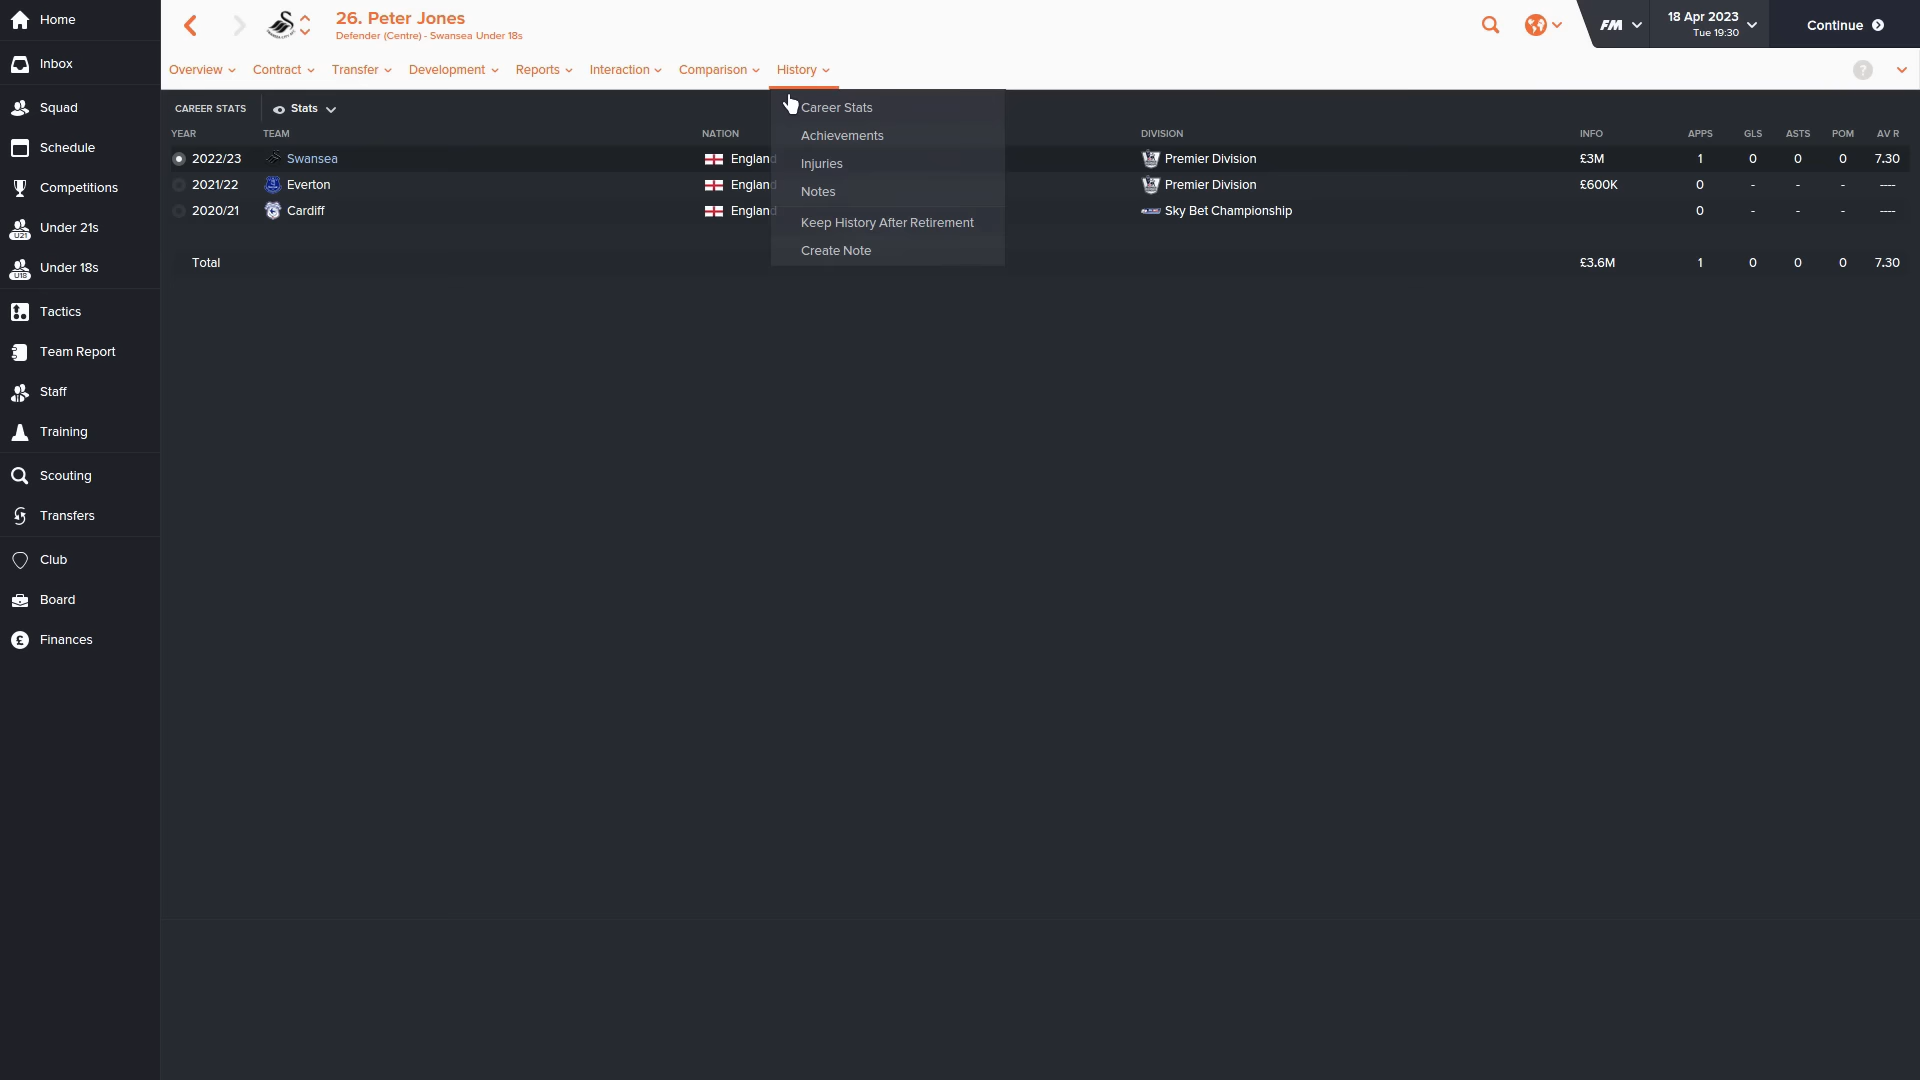 Home
Inbox
Squad
Schedule
Competitions
U21 Under 21s
U18 Under 18s
Tactics
Team Report
Staff
Training
Scouting
Transfers
Club
Board
£ Finances
26. Peter Jones
Defender (Centre) - Swansea Under 18s
FM
18 Apr 2023
Tue 19:30
Continue
Overview Contract Transfer Development Reports Interaction Comparison History ?
CAREER STATS Stats
Career Stats
Achievements
Injuries
Notes
Keep History After Retirement
Create Note
YEAR TEAM NATION DIVISION INFO APPS GLS ASTS POM AV R
2022/23 Swansea England Premier Division £3M 1 0 0 0 7.30
2021/22 Everton England Premier Division £600K 0 - - - ----
2020/21 Cardiff England Sky Bet Championship 0 - - - ----
Total £3.6M 1 0 0 0 7.30